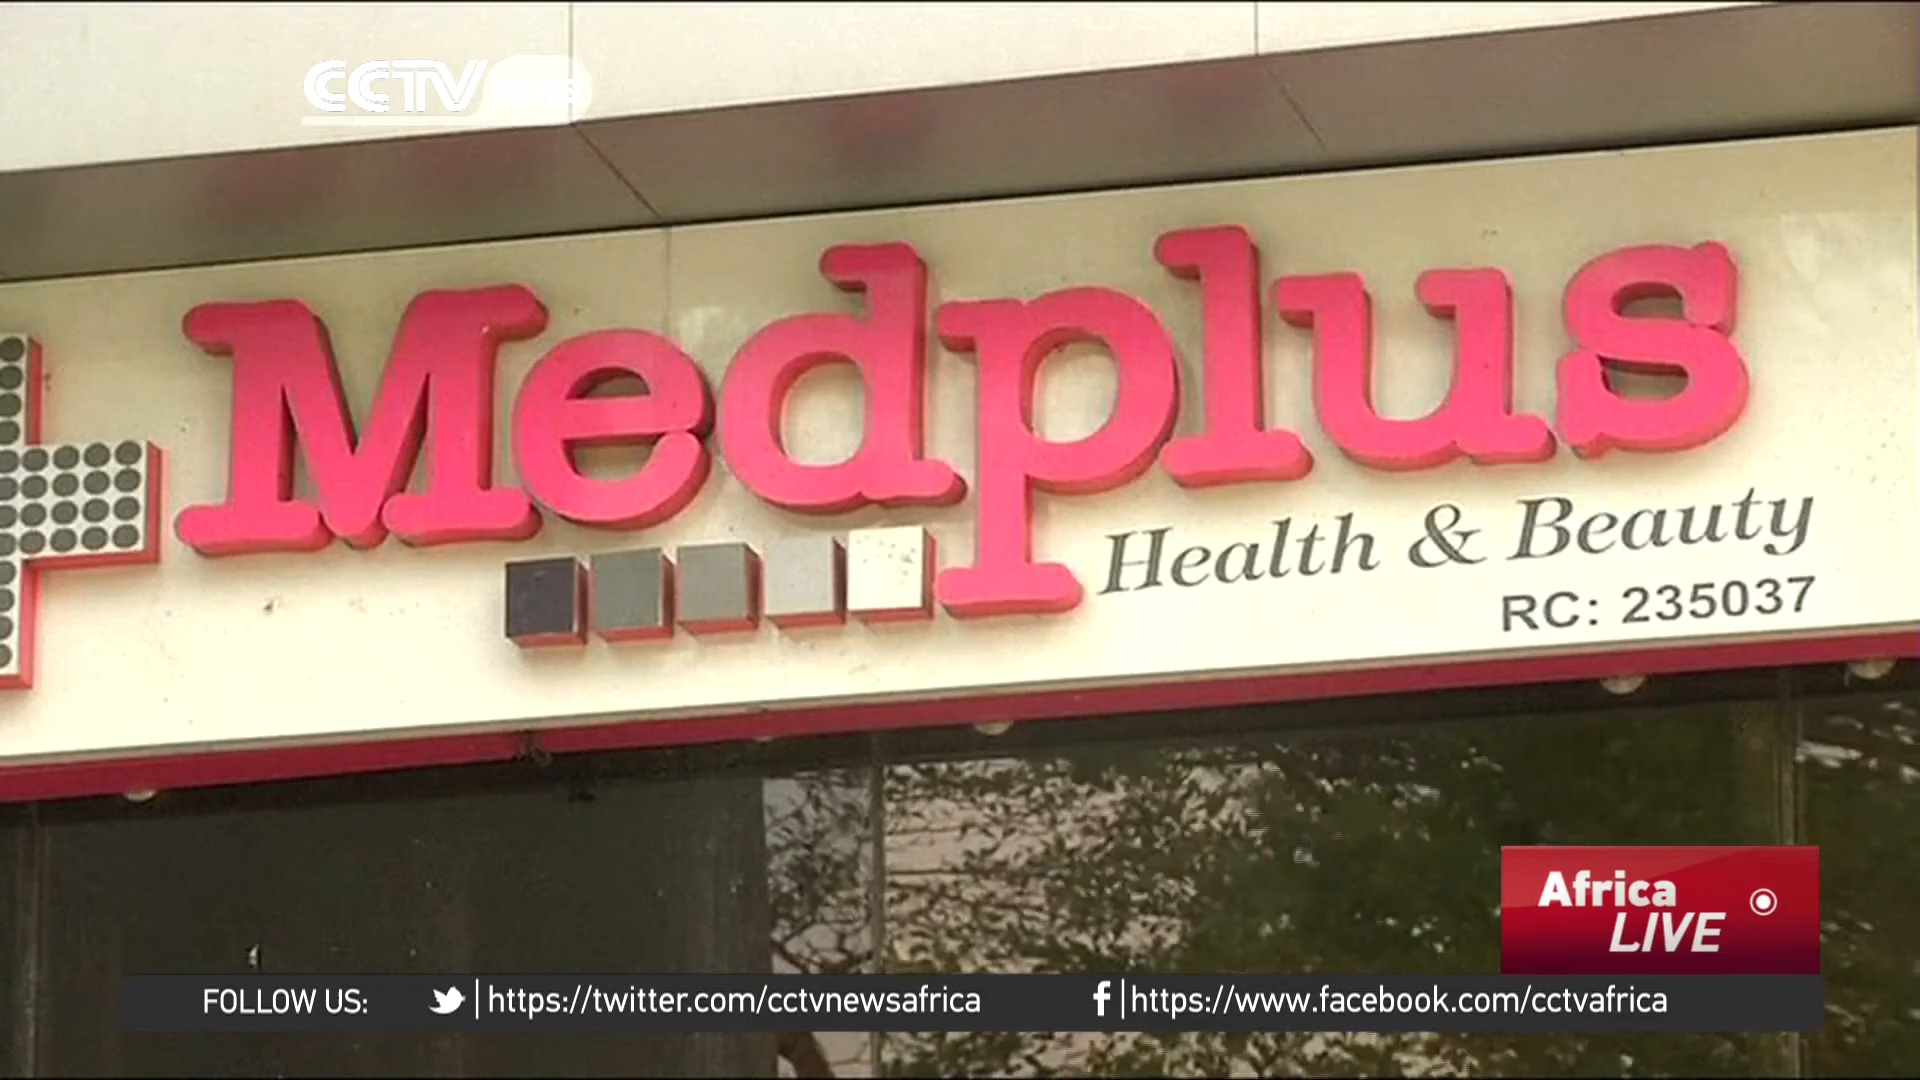 CCTV NEWS
Medplus
Health & Beauty
RC: 235037
Africa
LIVE
FOLLOW US: https://twitter.com/cctvnewsafrica https://www.facebook.com/cctvafrica